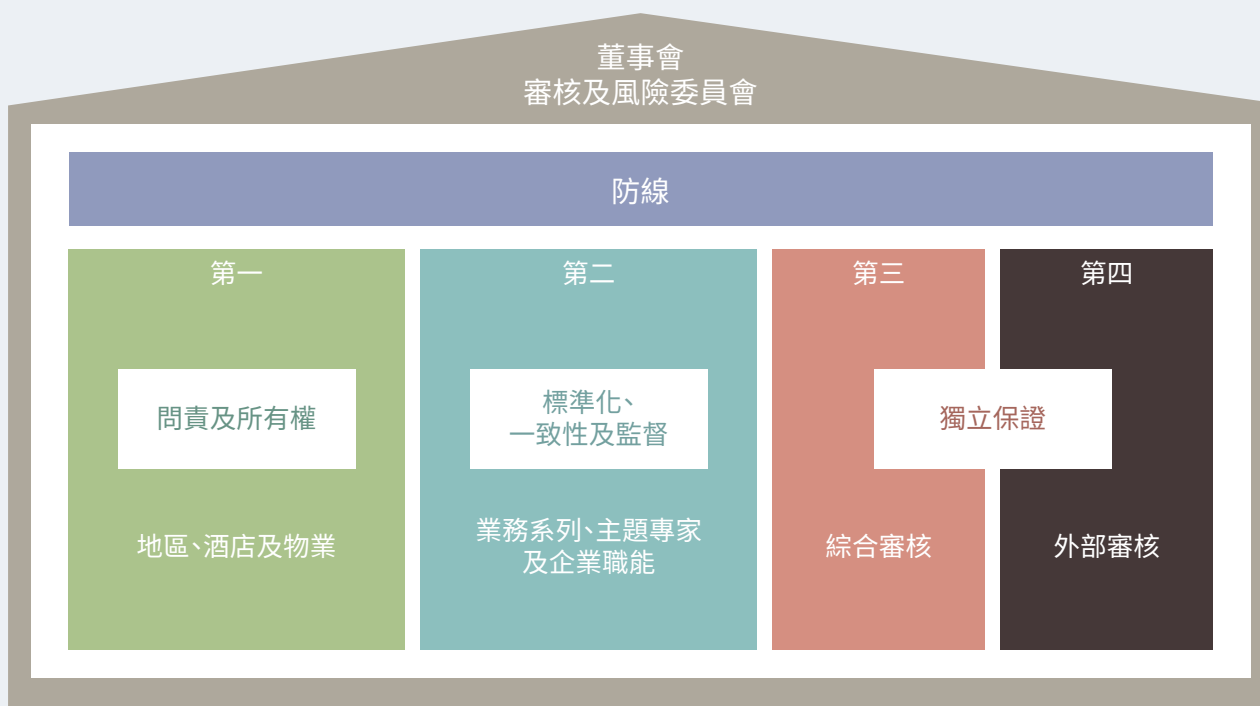 董事會
審核及風險委員會
防線
第一
問責及所有權
地區、酒店及物業
第二
標準化、
一致性及監督
業務系列、主題專家
及企業職能
第三
第四
獨立保證
綜合審核
外部審核